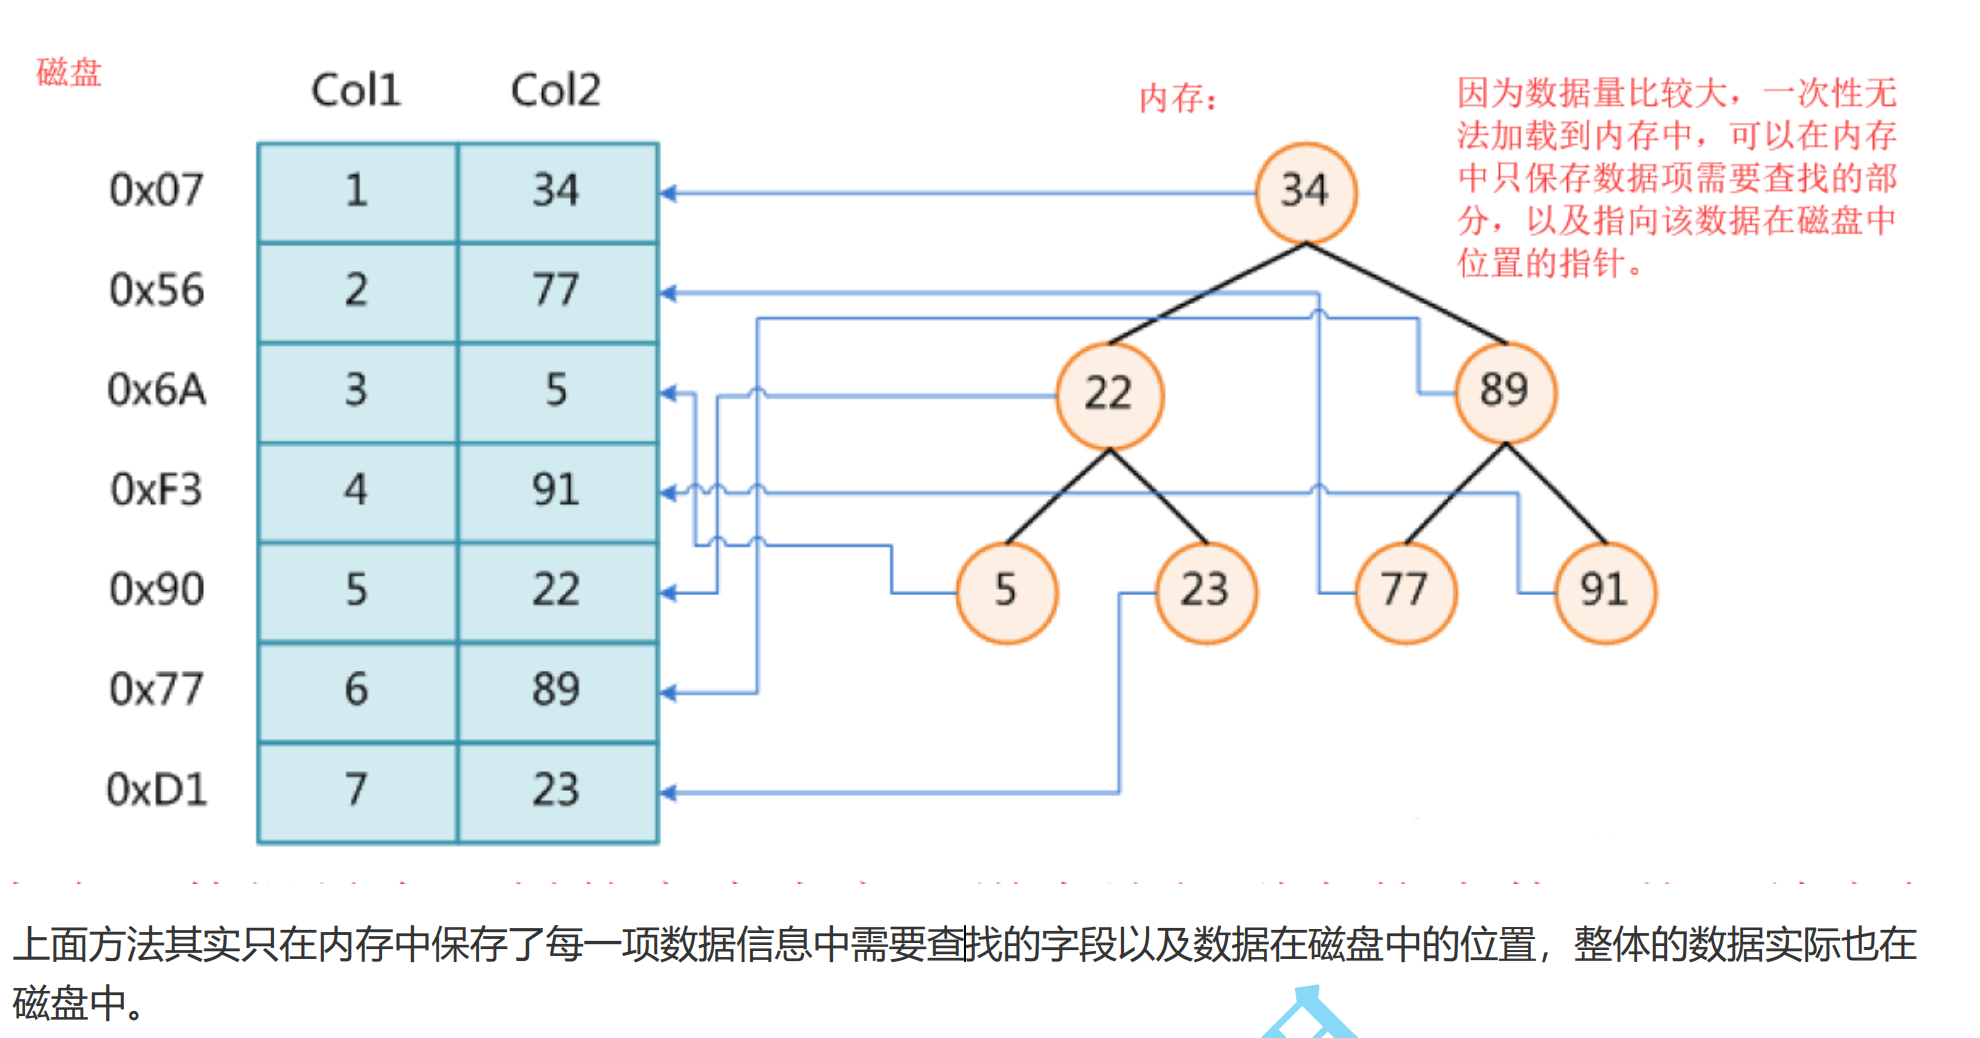 磁盘
Col1 Col2
内存:
因为数据量比较大，一次性无
法加载到内存中，可以在内存
中只保存数据项需要查找的部
分，以及指向该数据在磁盘中
位置的指针。
0x07 1 34
0x56 2 77
0x6A 3 5
0xF3 4 91
0x90 5 22
0x77 6 89
0xD1 7 23
34
22 89
5 23 77 91
上面方法其实只在内存中保存了每一项数据信息中需要查找的字段以及数据在磁盘中的位置，整体的数据实际也在
磁盘中。